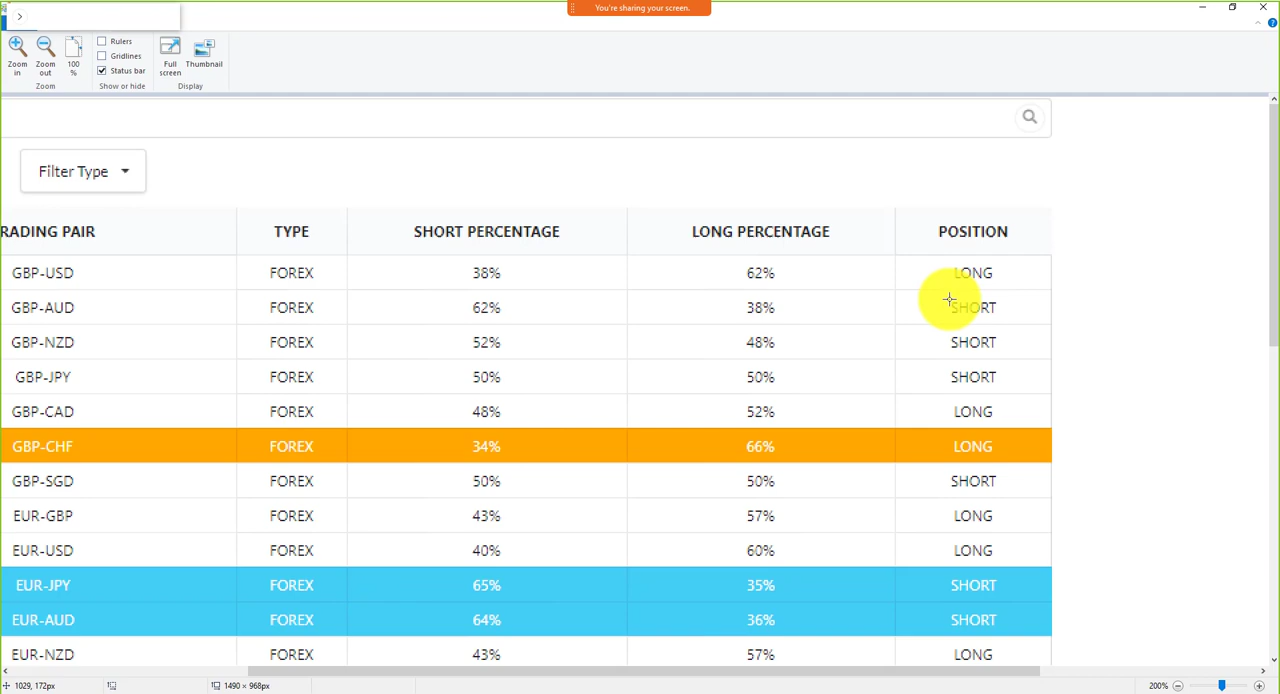 You're sharing your screen.
Zoom in
Zoom out
100 %
Rulers
Gridlines
Status bar
Full screen
Thumbnail
Zoom
Show or hide
Display
Filter Type
RADING PAIR TYPE SHORT PERCENTAGE LONG PERCENTAGE POSITION
GBP-USD FOREX 38% 62% LONG
GBP-AUD FOREX 62% 38% SHORT
GBP-NZD FOREX 52% 48% SHORT
GBP-JPY FOREX 50% 50% SHORT
GBP-CAD FOREX 48% 52% LONG
GBP-CHF FOREX 34% 66% LONG
GBP-SGD FOREX 50% 50% SHORT
EUR-GBP FOREX 43% 57% LONG
EUR-USD FOREX 40% 60% LONG
EUR-JPY FOREX 65% 35% SHORT
EUR-AUD FOREX 64% 36% SHORT
EUR-NZD FOREX 43% 57% LONG
1029, 172px 1490 × 968px 200%